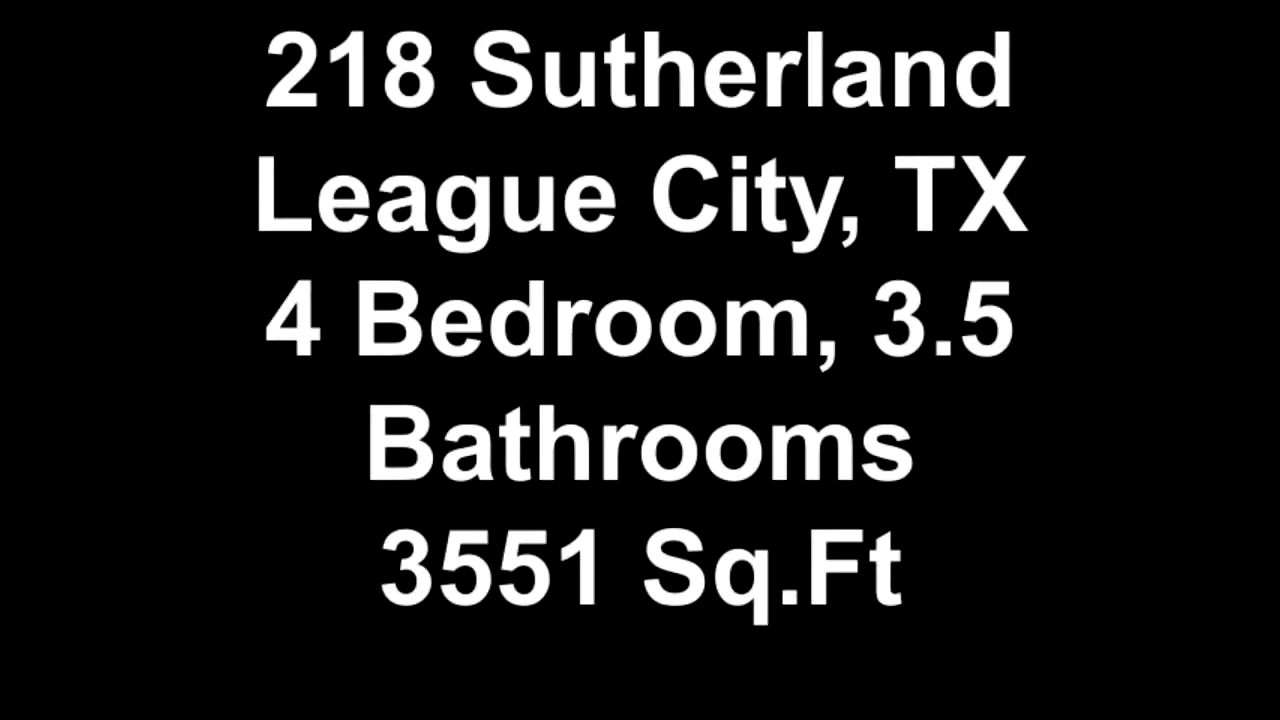 218 Sutherland
League City, TX
4 Bedroom, 3.5
Bathrooms
3551 Sq.Ft